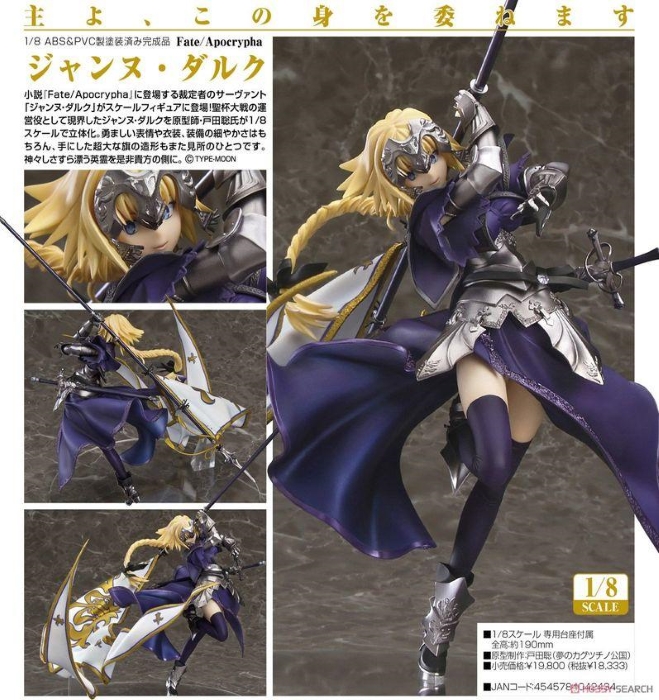 主よ、この身を委ねます
1/8 ABS&PVC製塗装済み完成品 Fate/Apocrypha
ジャンヌ・ダルク
小説『Fate/Apocrypha』に登場する裁定者のサーヴァント
「ジャンヌ・ダルク」がスケールフィギュアに登場!聖杯大戦の運
営役として現界したジャンヌ・ダルクを原型師・戸田聡氏が1/8
スケールで立体化。勇ましい表情や衣装、装備の細やかさはも
ちろん、手にした超大な旗の造形もまた見所のひとつです。
神々しさすら漂う英霊を是非貴方の側に。© TYPE-MOON
1/8
SCALE
■1/8スケール 専用台座付属
全高:約190mm
■原型制作:戸田聡(夢のカグツチノ公国)
■小売価格:¥19,800 (税抜¥18,333)
■JANコード
HOBBY SEARCH